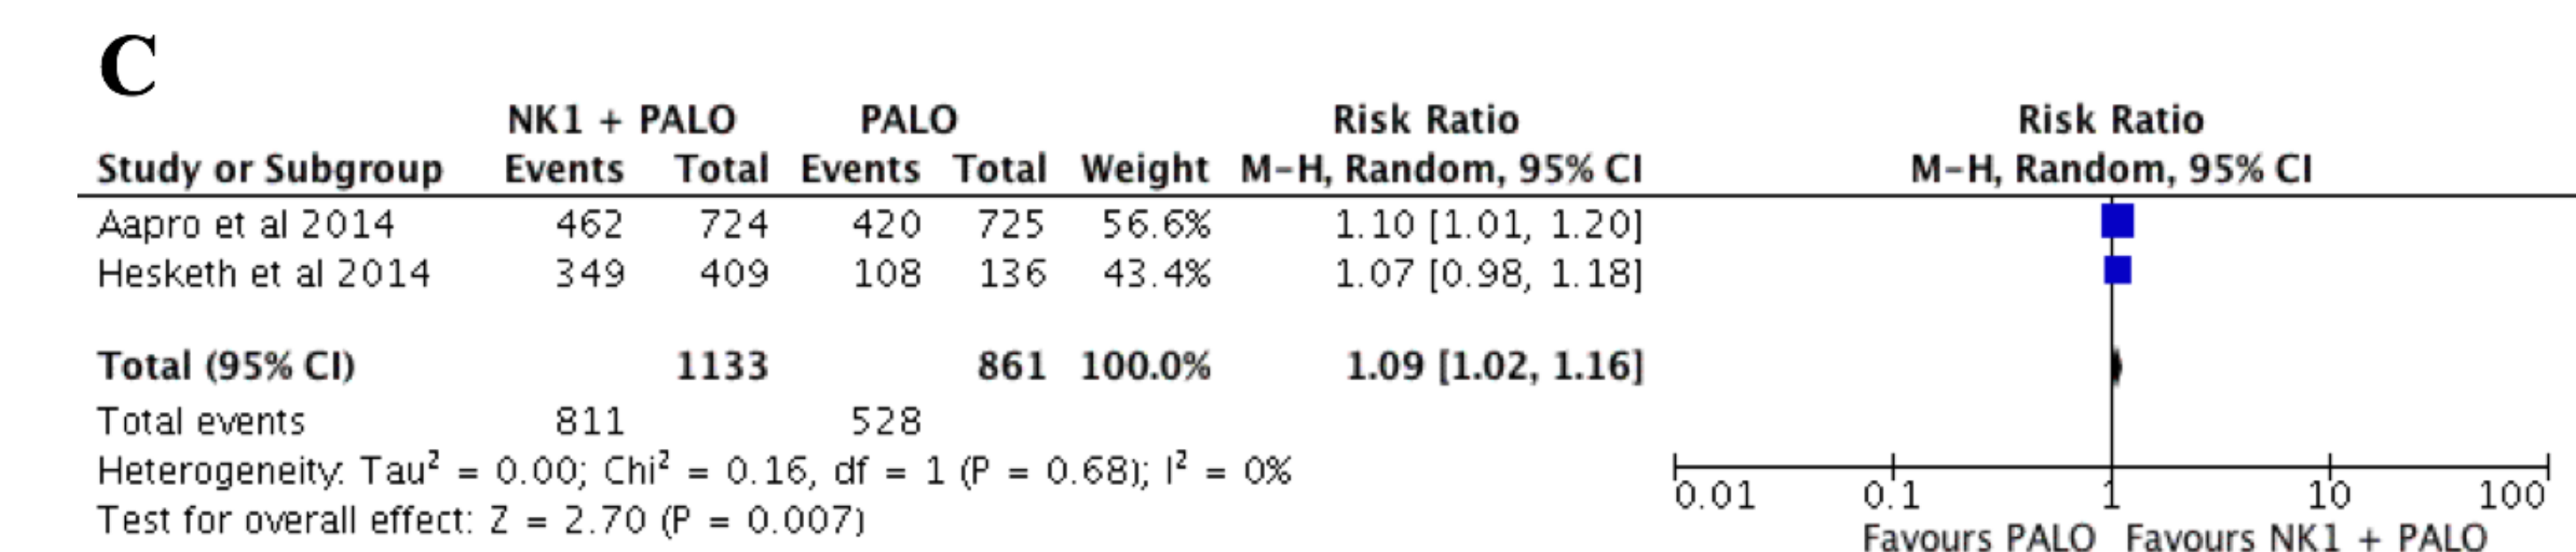 C
NK1 + PALO PALO Risk Ratio Risk Ratio
Study or Subgroup Events Total Events Total Weight M-H, Random, 95% CI M-H, Random, 95% CI
Aapro et al 2014 462 724 420 725 56.6% 1.10 [1.01, 1.20]
Hesketh et al 2014 349 409 108 136 43.4% 1.07 [0.98, 1.18]
Total (95% CI) 1133 861 100.0% 1.09 [1.02, 1.16]
Total events 811 528
Heterogeneity: Tau² = 0.00; Chi² = 0.16, df = 1 (P = 0.68); I² = 0%
Test for overall effect: Z = 2.70 (P = 0.007)
0.01 0.1 1 10 100
Favours PALO Favours NK1 + PALO